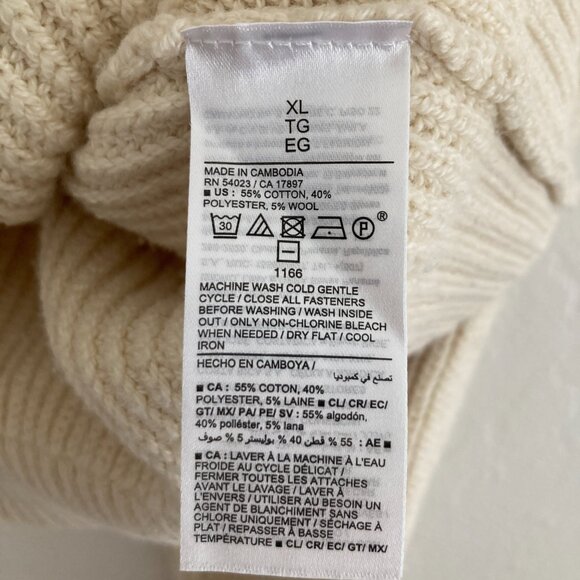 XL
TG
EG
MADE IN CAMBODIA
RN 54023 / CA 17897
■ US : 55% COTTON, 40%
POLYESTER, 5% WOOL
30
P
®
1166
MACHINE WASH COLD GENTLE
CYCLE / CLOSE ALL FASTENERS
BEFORE WASHING / WASH INSIDE
OUT / ONLY NON-CHLORINE BLEACH
WHEN NEEDED / DRY FLAT / COOL
IRON
HECHO EN CAMBOYA /
تصنع في كمبوديا
■ CA : 55% COTON, 40%
POLYESTER, 5% LAINE ■ CL/ CR/ EC/
GT/ MX/ PA/ PE/ SV : 55% algodón,
40% poliéster, 5% lana
■ AE : 55 % قطن 40 % بوليستر 5 % صوف
■ CA : LAVER À LA MACHINE À L'EAU
FROIDE AU CYCLE DÉLICAT /
FERMER TOUTES LES ATTACHES
AVANT LE LAVAGE / LAVER À
L'ENVERS / UTILISER AU BESOIN UN
AGENT DE BLANCHIMENT SANS
CHLORE UNIQUEMENT / SÉCHAGE À
PLAT / REPASSER À BASSE
TEMPÉRATURE ■ CL/ CR/ EC/ GT/ MX/